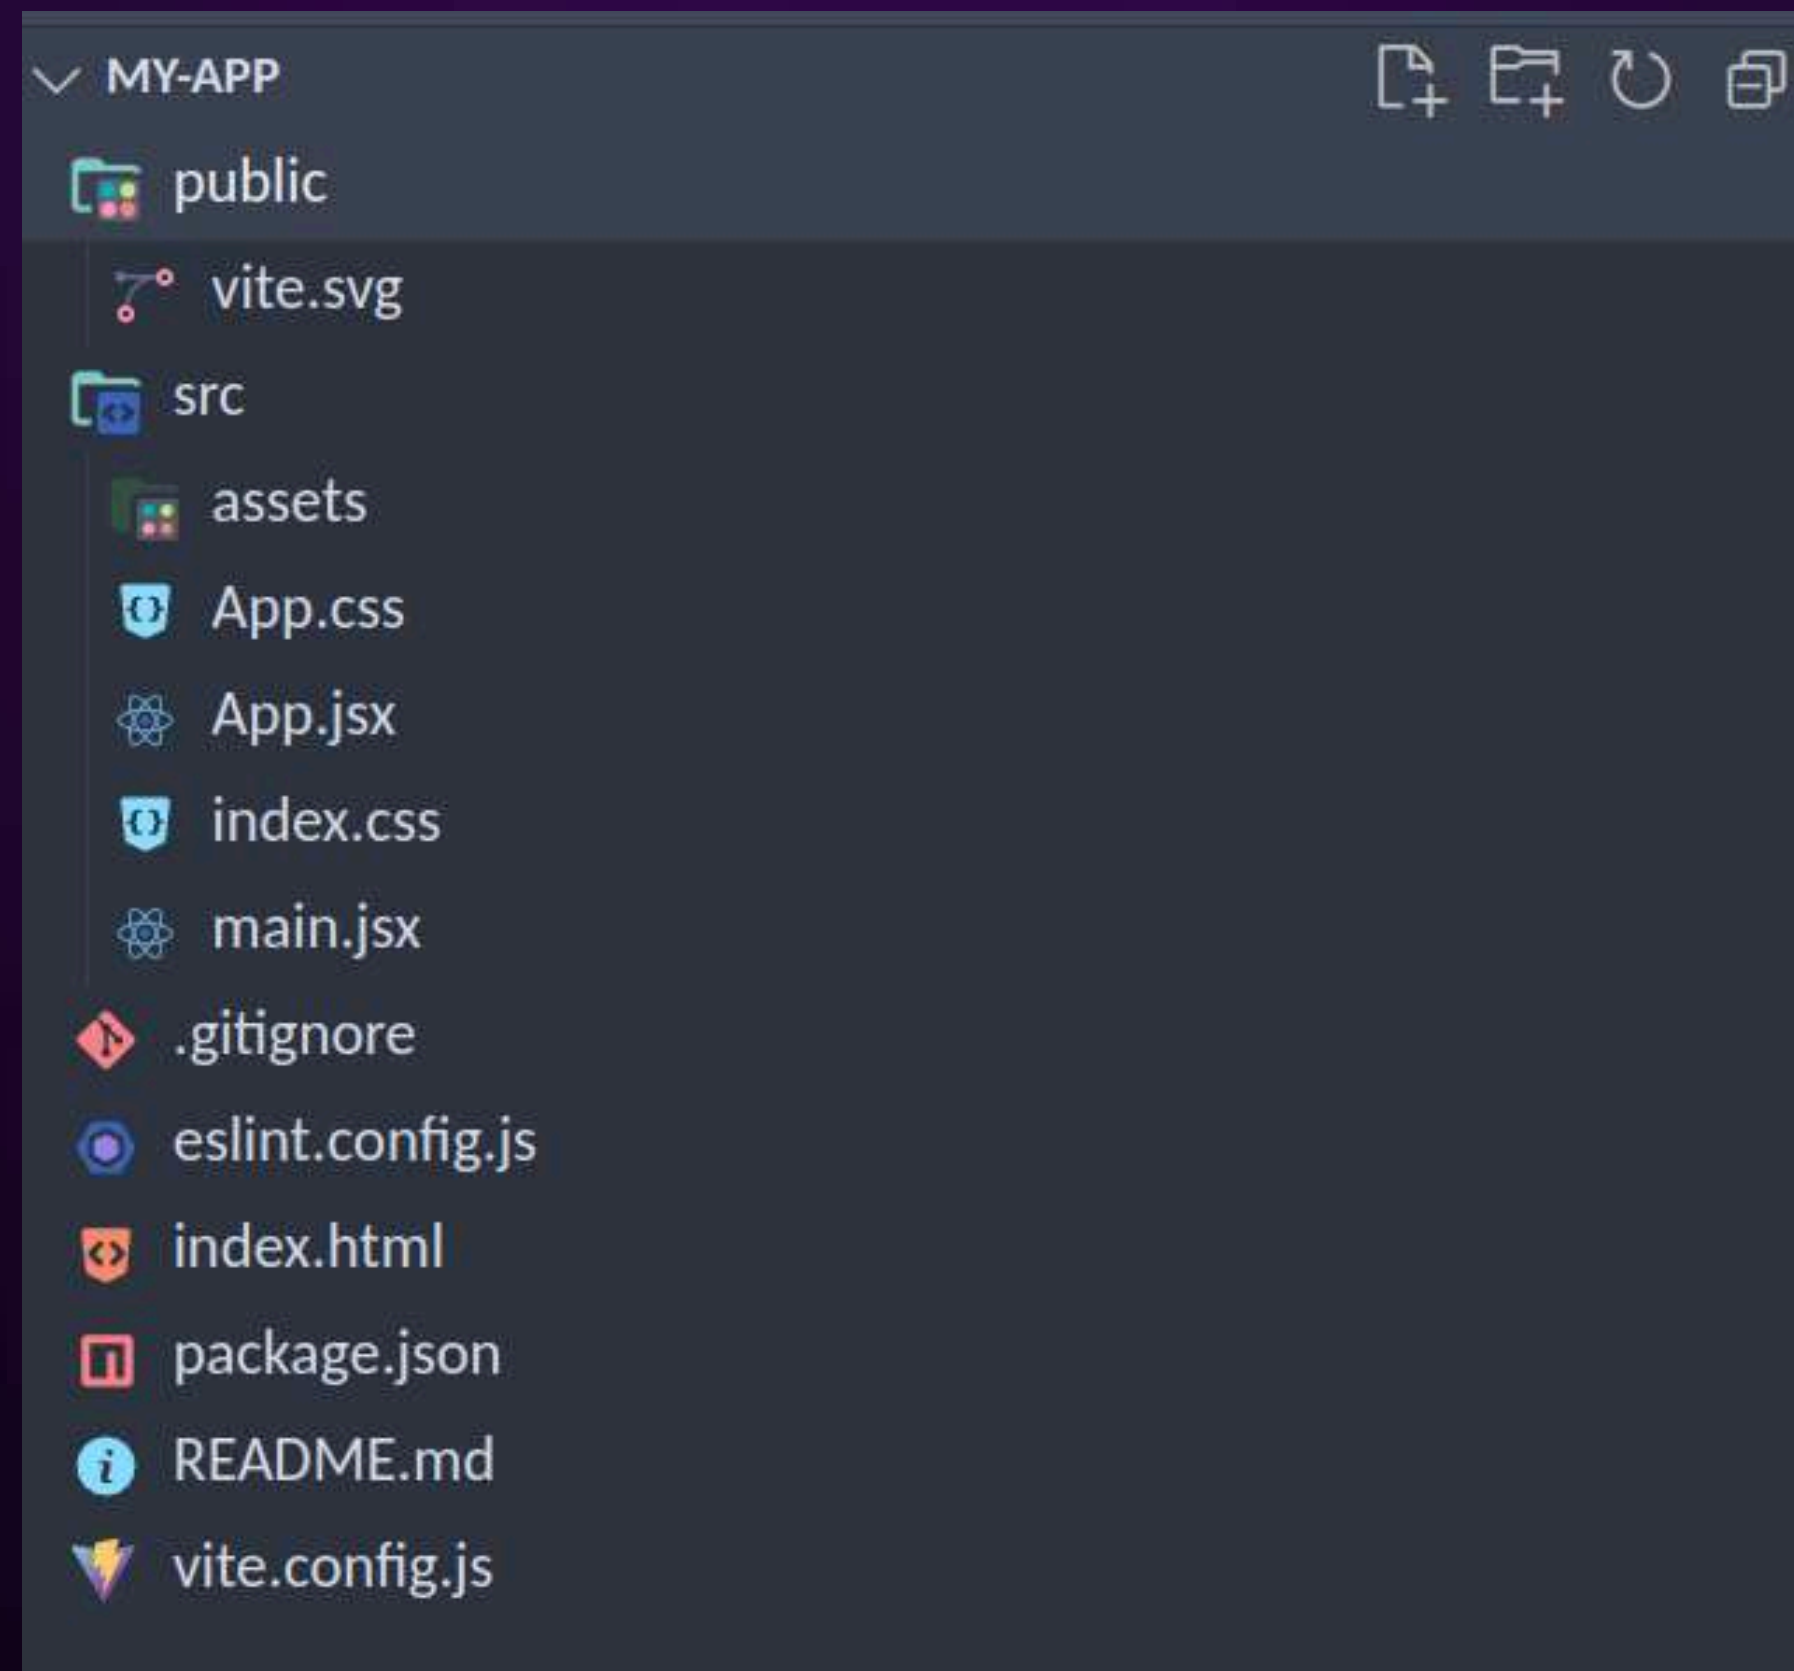 MY-APP
public
vite.svg
src
assets
App.css
App.jsx
index.css
main.jsx
.gitignore
eslint.config.js
index.html
package.json
README.md
vite.config.js